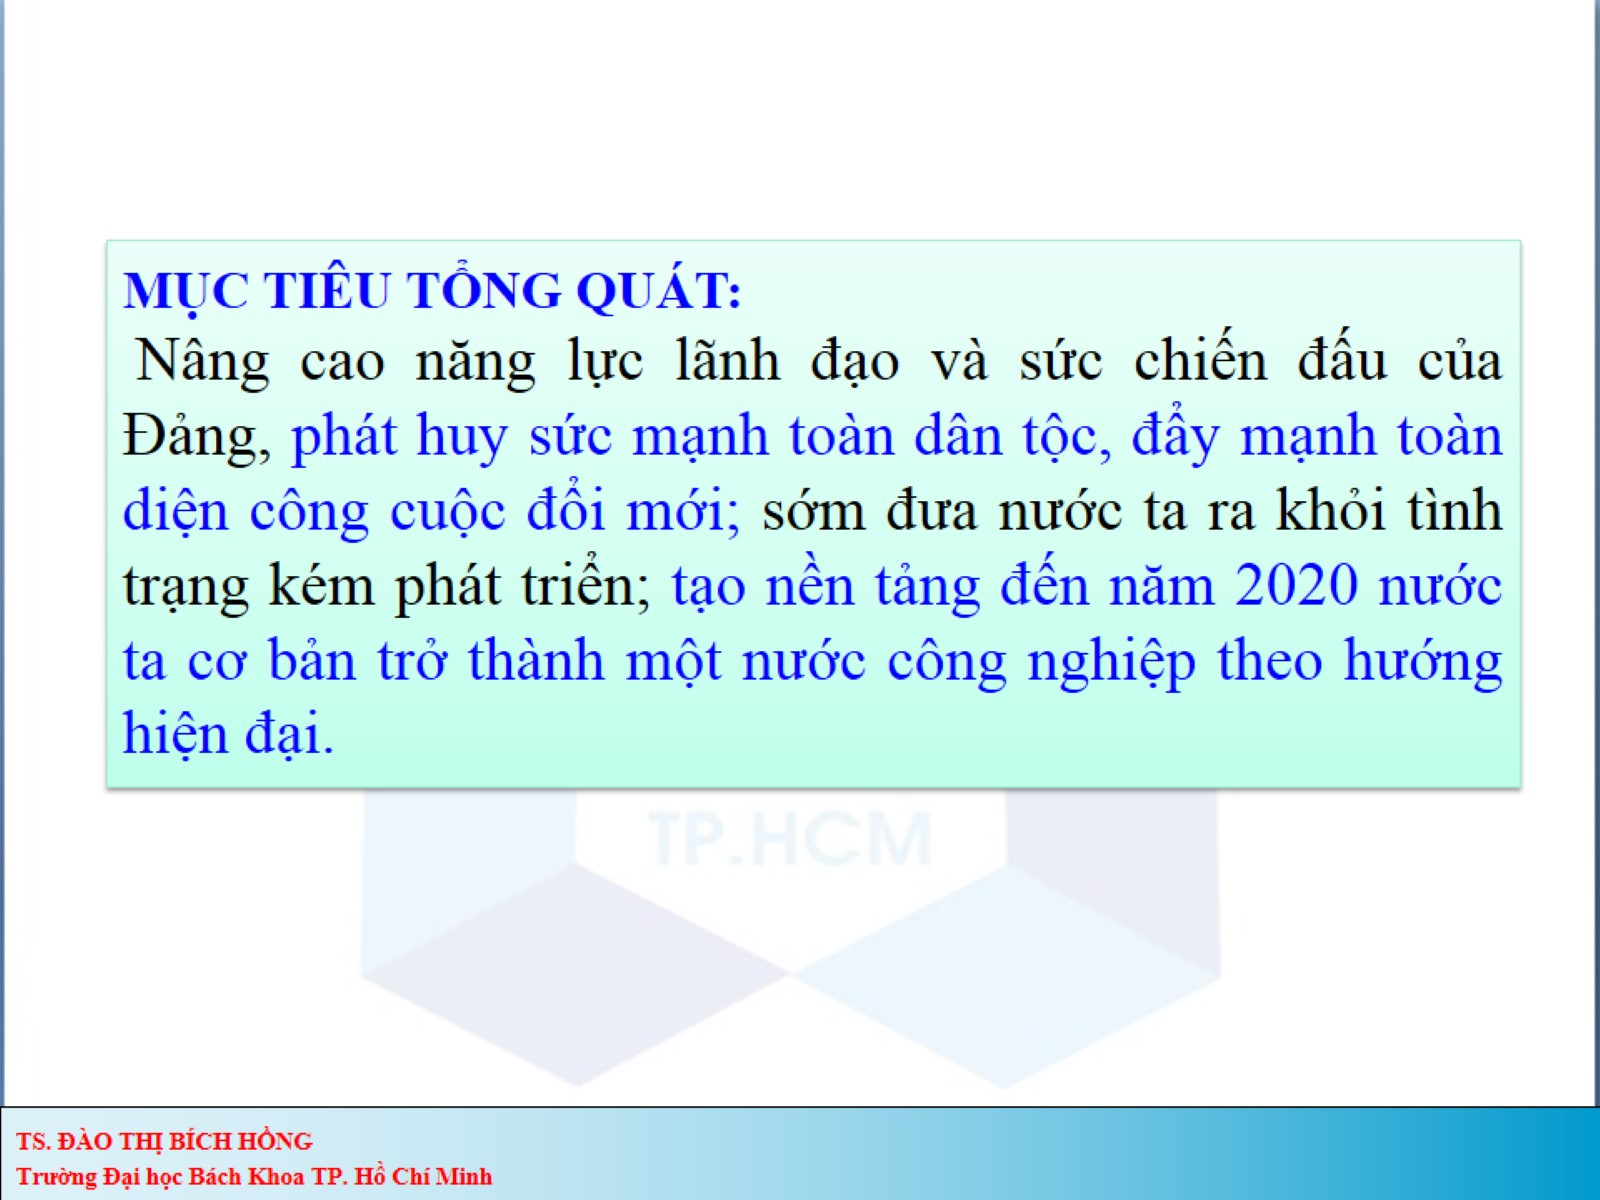 MỤC TIÊU TỔNG QUÁT:
Nâng cao năng lực lãnh đạo và sức chiến đấu của
Đảng, phát huy sức mạnh toàn dân tộc, đẩy mạnh toàn
diện công cuộc đổi mới; sớm đưa nước ta ra khỏi tình
trạng kém phát triển; tạo nền tảng đến năm 2020 nước
ta cơ bản trở thành một nước công nghiệp theo hướng
hiện đại.
TP.HCM
TS. ĐÀO THỊ BÍCH HỒNG
Trường Đại học Bách Khoa TP. Hồ Chí Minh